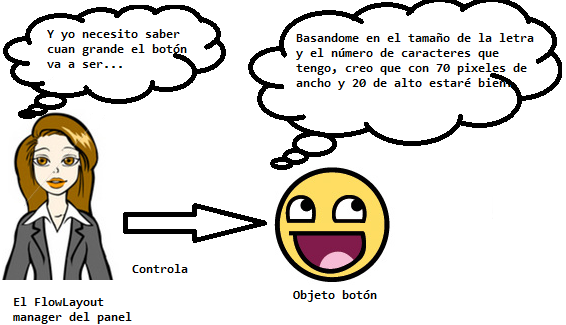 Y yo necesito saber
cuan grande el botón
va a ser...
Basandome en el tamaño de la letra
y el número de caracteres que
tengo, creo que con 70 pixeles de
ancho y 20 de alto estaré bien.
Controla
El FlowLayout
manager del panel
Objeto botón